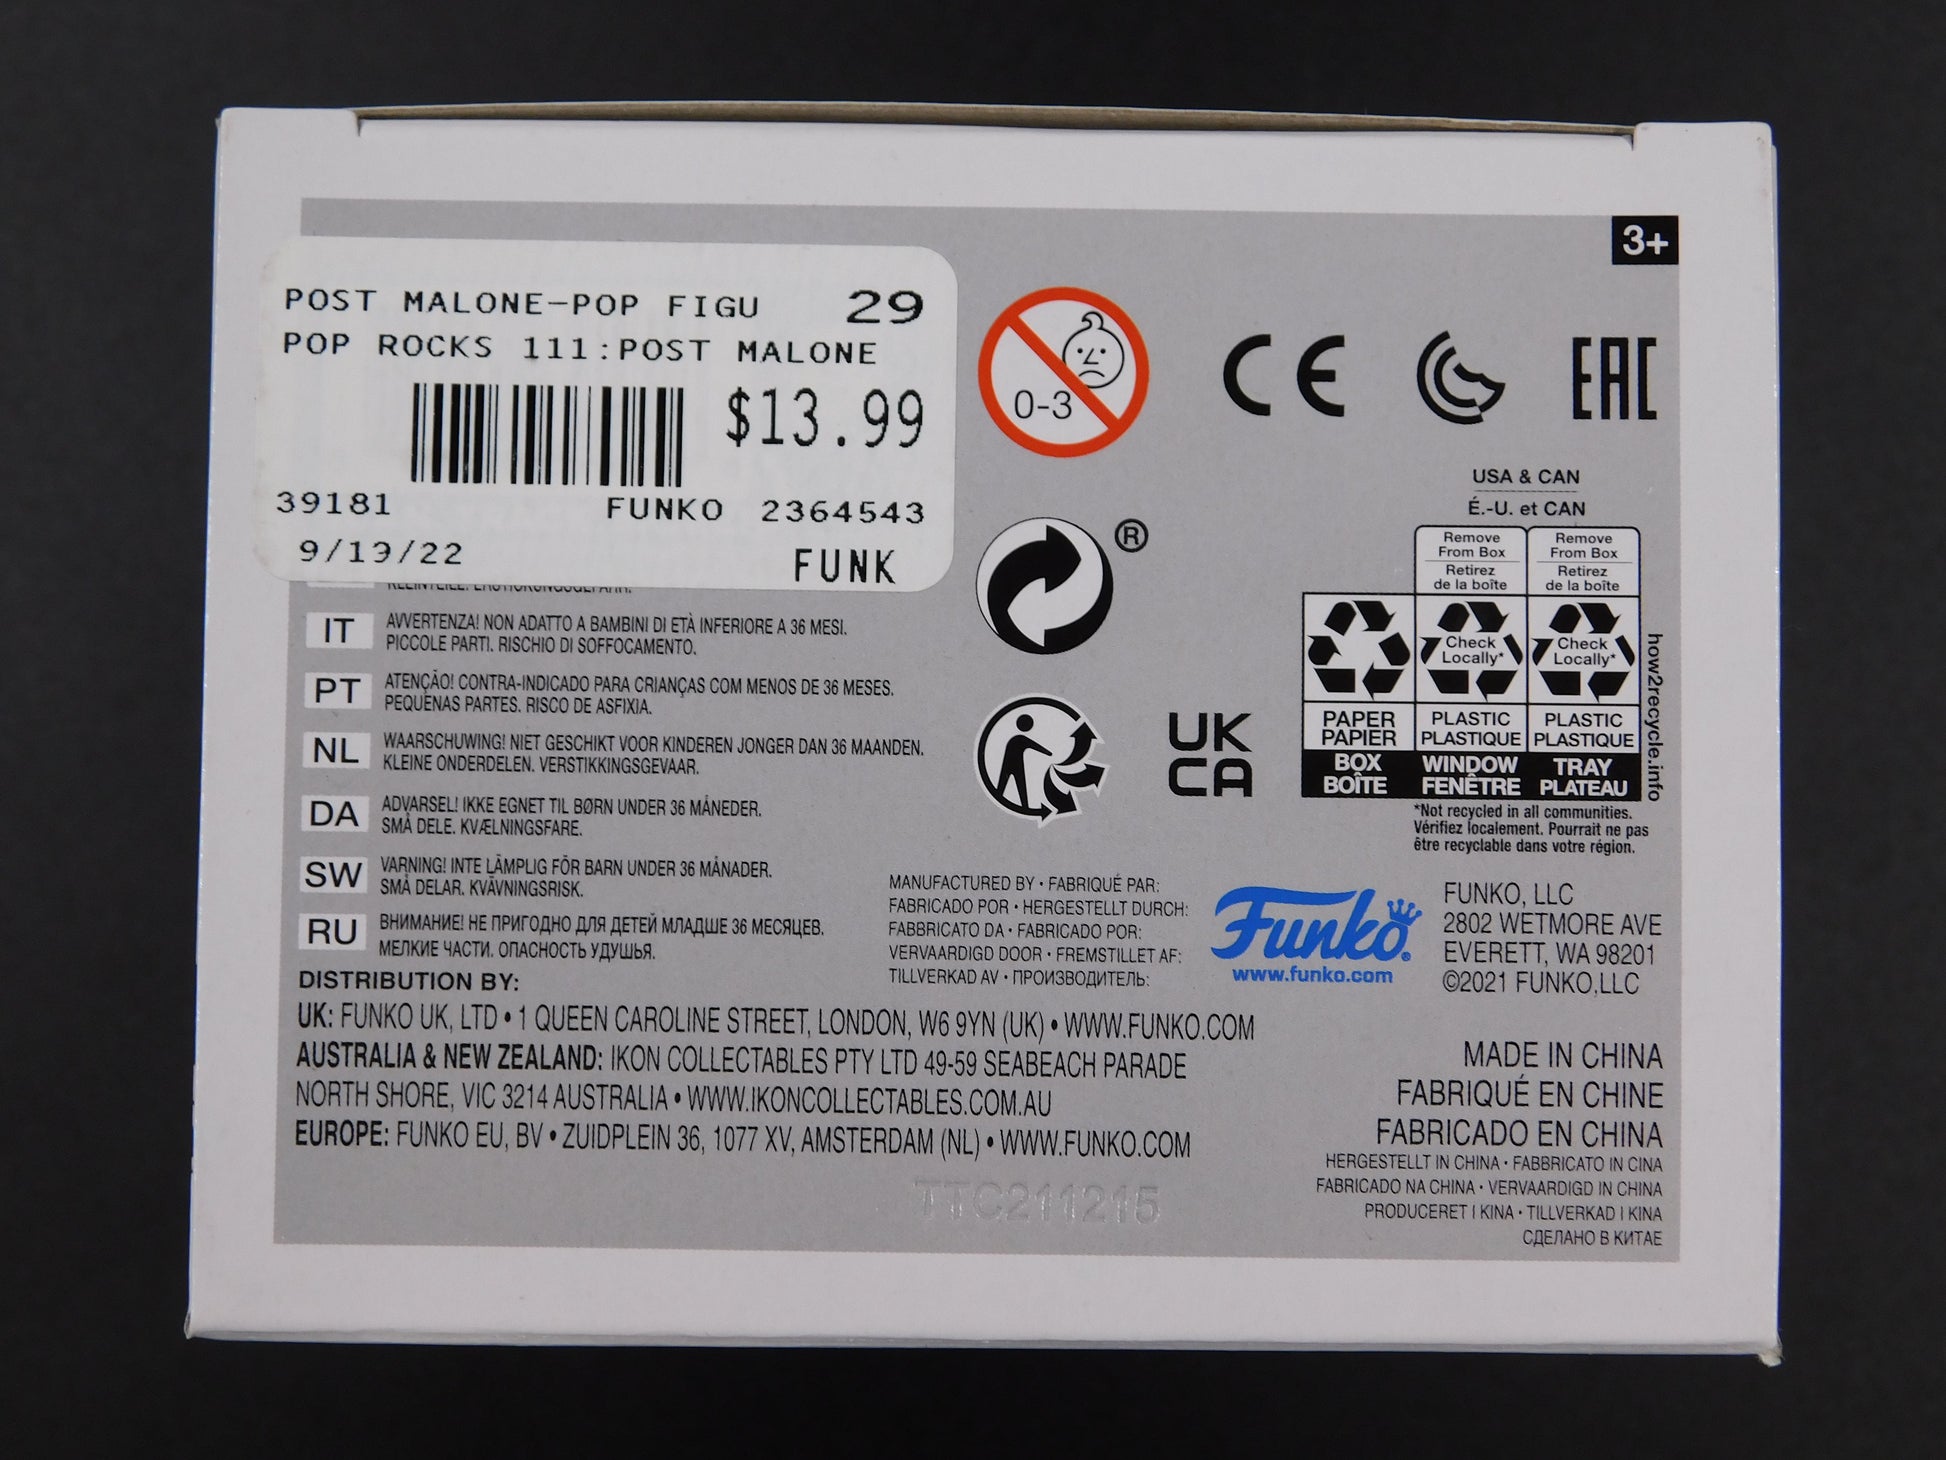 POST MALONE-POP FIGU 29
POP ROCKS 111:POST MALONE
$13.99
39181 FUNKO 2364543
9/19/22 FUNK
3+
0-3
CE
EAC
USA & CAN
É.-U. et CAN
Remove From Box
Retirez de la boîte
Remove From Box
Retirez de la boîte
Check Locally*
Check Locally*
PAPER PAPIER
PLASTIC PLASTIQUE
PLASTIC PLASTIQUE
BOX BOÎTE
WINDOW FENÊTRE
TRAY PLATEAU
how2recycle.info
*Not recycled in all communities.
Vérifiez localement. Pourrait ne pas
être recyclable dans votre région.
®
UK
CA
IT AVVERTENZA! NON ADATTO A BAMBINI DI ETÀ INFERIORE A 36 MESI.
PICCOLE PARTI. RISCHIO DI SOFFOCAMENTO.
PT ATENÇÃO! CONTRA-INDICADO PARA CRIANÇAS COM MENOS DE 36 MESES.
PEQUENAS PARTES. RISCO DE ASFIXIA.
NL WAARSCHUWING! NIET GESCHIKT VOOR KINDEREN JONGER DAN 36 MAANDEN.
KLEINE ONDERDELEN. VERSTIKKINGSGEVAAR.
DA ADVARSEL! IKKE EGNET TIL BØRN UNDER 36 MÅNEDER.
SMÅ DELE. KVÆLNINGSFARE.
SW VARNING! INTE LÄMPLIG FÖR BARN UNDER 36 MÅNADER.
SMÅ DELAR. KVÄVNINGSRISK.
RU ВНИМАНИЕ! НЕ ПРИГОДНО ДЛЯ ДЕТЕЙ МЛАДШЕ 36 МЕСЯЦЕВ.
МЕЛКИЕ ЧАСТИ. ОПАСНОСТЬ УДУШЬЯ.
MANUFACTURED BY • FABRIQUÉ PAR:
FABRICADO POR • HERGESTELLT DURCH:
FABBRICATO DA • FABRICADO POR:
VERVAARDIGD DOOR • FREMSTILLET AF:
TILLVERKAD AV • ПРОИЗВОДИТЕЛЬ:
Funko®
www.funko.com
FUNKO, LLC
2802 WETMORE AVE
EVERETT, WA 98201
©2021 FUNKO,LLC
DISTRIBUTION BY:
UK: FUNKO UK, LTD • 1 QUEEN CAROLINE STREET, LONDON, W6 9YN (UK) • WWW.FUNKO.COM
AUSTRALIA & NEW ZEALAND: IKON COLLECTABLES PTY LTD 49-59 SEABEACH PARADE
NORTH SHORE, VIC 3214 AUSTRALIA • WWW.IKONCOLLECTABLES.COM.AU
EUROPE: FUNKO EU, BV • ZUIDPLEIN 36, 1077 XV, AMSTERDAM (NL) • WWW.FUNKO.COM
MADE IN CHINA
FABRIQUÉ EN CHINE
FABRICADO EN CHINA
HERGESTELLT IN CHINA • FABBRICATO IN CINA
FABRICADO NA CHINA • VERVAARDIGD IN CHINA
PRODUCERET I KINA • TILLVERKAD I KINA
СДЕЛАНО В КИТАЕ
TTC211215